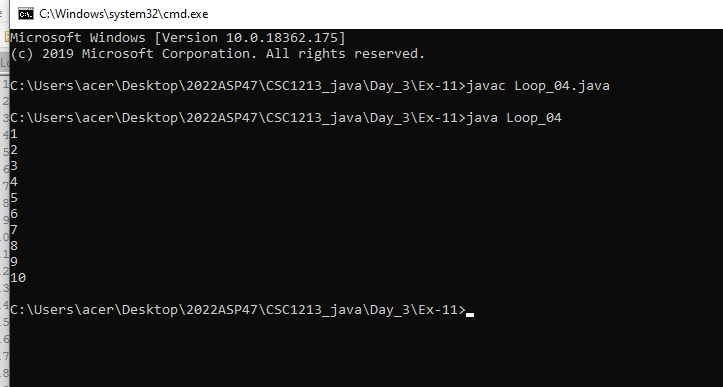 C:\Windows\system32\cmd.exe
Microsoft Windows [Version 10.0.18362.175]
(c) 2019 Microsoft Corporation. All rights reserved.
C:\Users\acer\Desktop\2022ASP47\CSC1213_java\Day_3\Ex-11>javac Loop_04.java
C:\Users\acer\Desktop\2022ASP47\CSC1213_java\Day_3\Ex-11>java Loop_04
1
2
3
4
5
6
7
8
9
10
C:\Users\acer\Desktop\2022ASP47\CSC1213_java\Day_3\Ex-11>